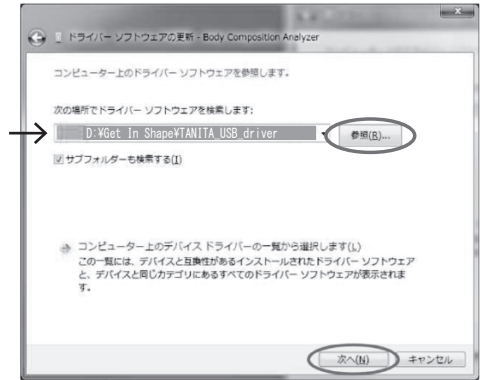 ドライバー ソフトウェアの更新 - Body Composition Analyzer
コンピューター上のドライバー ソフトウェアを参照します。
次の場所でドライバー ソフトウェアを検索します:
D:¥Get In Shape¥TANITA_USB_driver
参照(R)...
サブフォルダーも検索する(I)
コンピューター上のデバイス ドライバーの一覧から選択します(L)
この一覧には、デバイスと互換性があるインストールされたドライバー ソフトウェア
と、デバイスと同じカテゴリにあるすべてのドライバー ソフトウェアが表示されま
す。
次へ(N)
キャンセル